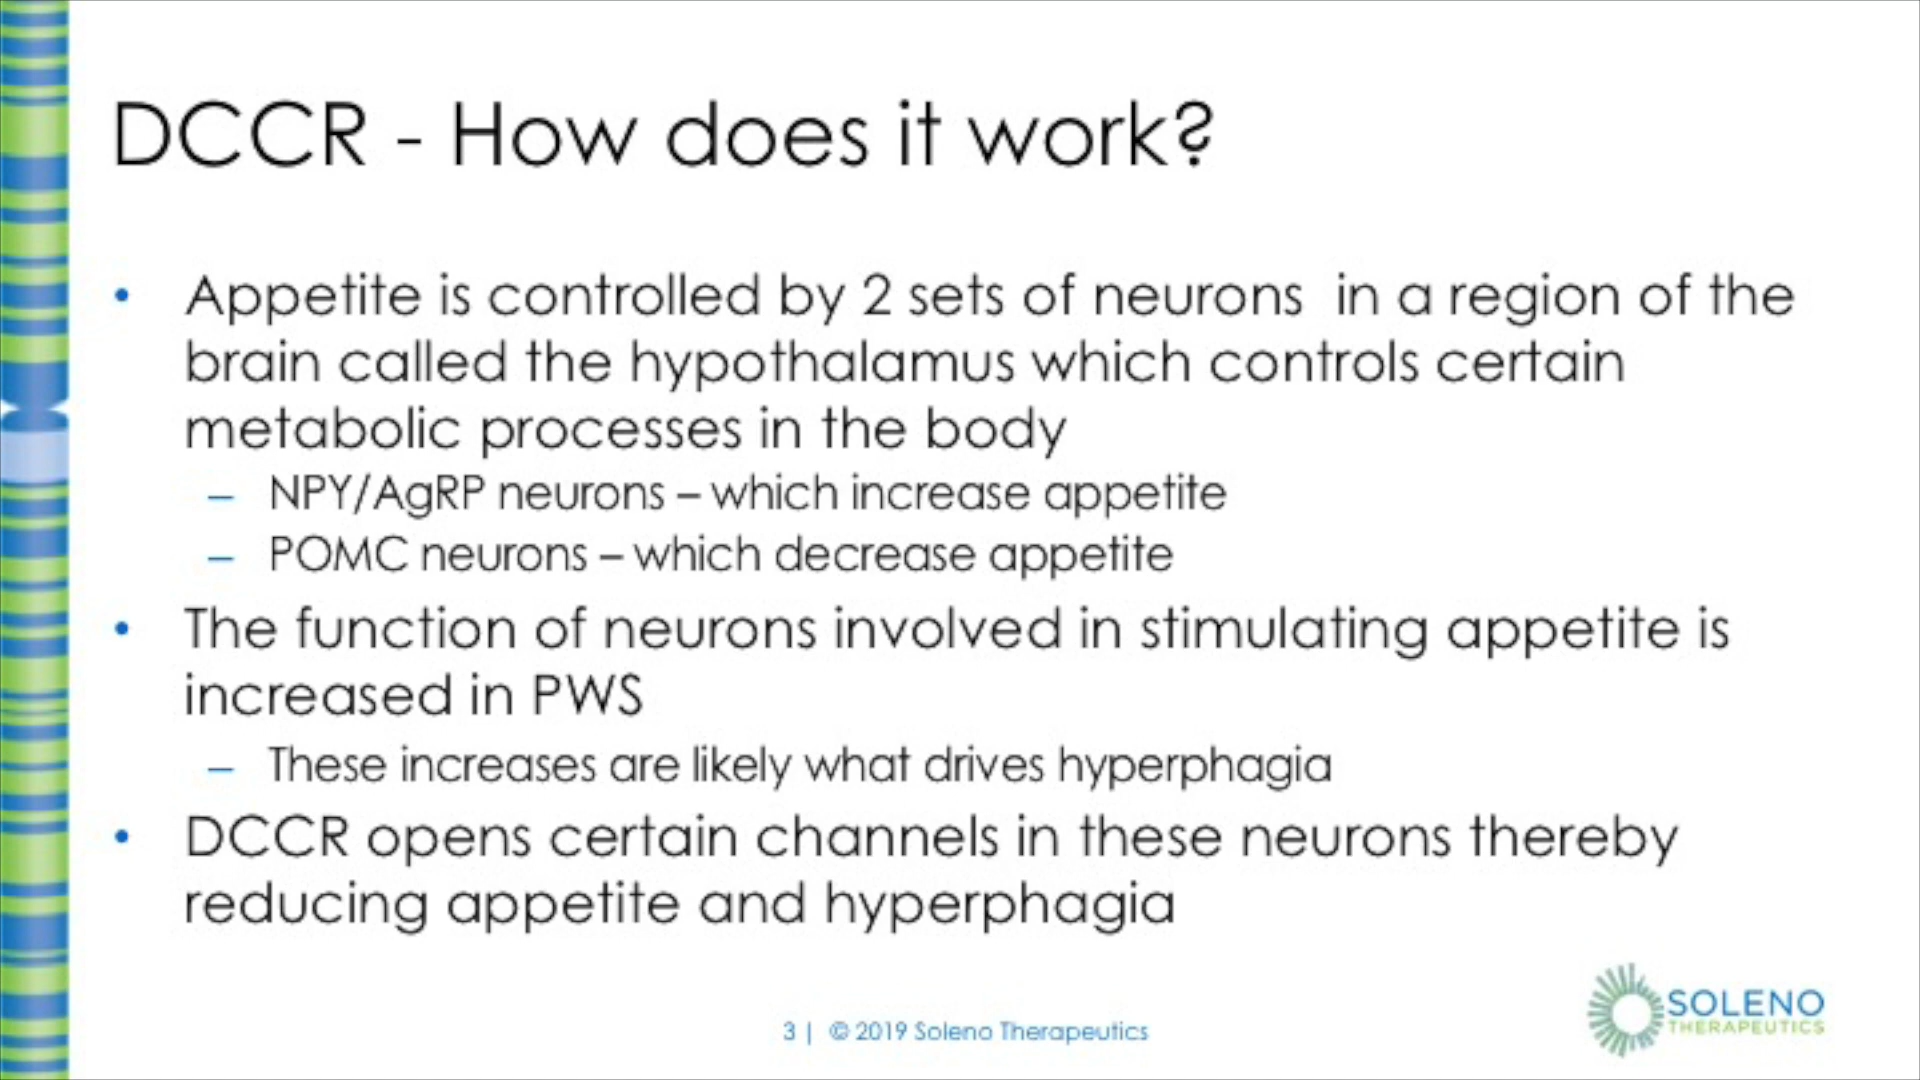 DCCR - How does it work?
• Appetite is controlled by 2 sets of neurons  in a region of the
brain called the hypothalamus which controls certain
metabolic processes in the body
– NPY/AgRP neurons – which increase appetite
– POMC neurons – which decrease appetite
• The function of neurons involved in stimulating appetite is
increased in PWS
– These increases are likely what drives hyperphagia
• DCCR opens certain channels in these neurons thereby
reducing appetite and hyperphagia
3 | © 2019 Soleno Therapeutics
SOLENO
THERAPEUTICS